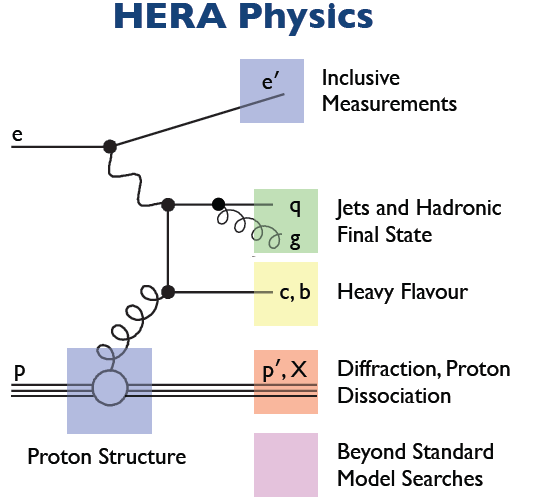 HERA Physics
e′
Inclusive
Measurements
e
q
g
Jets and Hadronic
Final State
c, b
Heavy Flavour
p
p′, X
Diffraction, Proton
Dissociation
Proton Structure
Beyond Standard
Model Searches